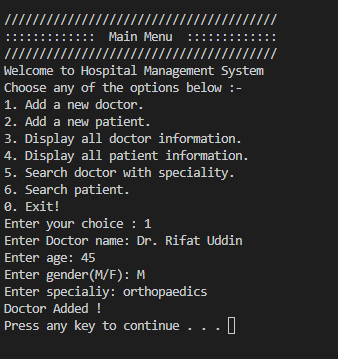 ///////////////////////////////////////
:::::::::::::  Main Menu  :::::::::::::
///////////////////////////////////////
Welcome to Hospital Management System
Choose any of the options below :-
1. Add a new doctor.
2. Add a new patient.
3. Display all doctor information.
4. Display all patient information.
5. Search doctor with speciality.
6. Search patient.
0. Exit!
Enter your choice : 1
Enter Doctor name: Dr. Rifat Uddin
Enter age: 45
Enter gender(M/F): M
Enter specialiy: orthopaedics
Doctor Added !
Press any key to continue . . .